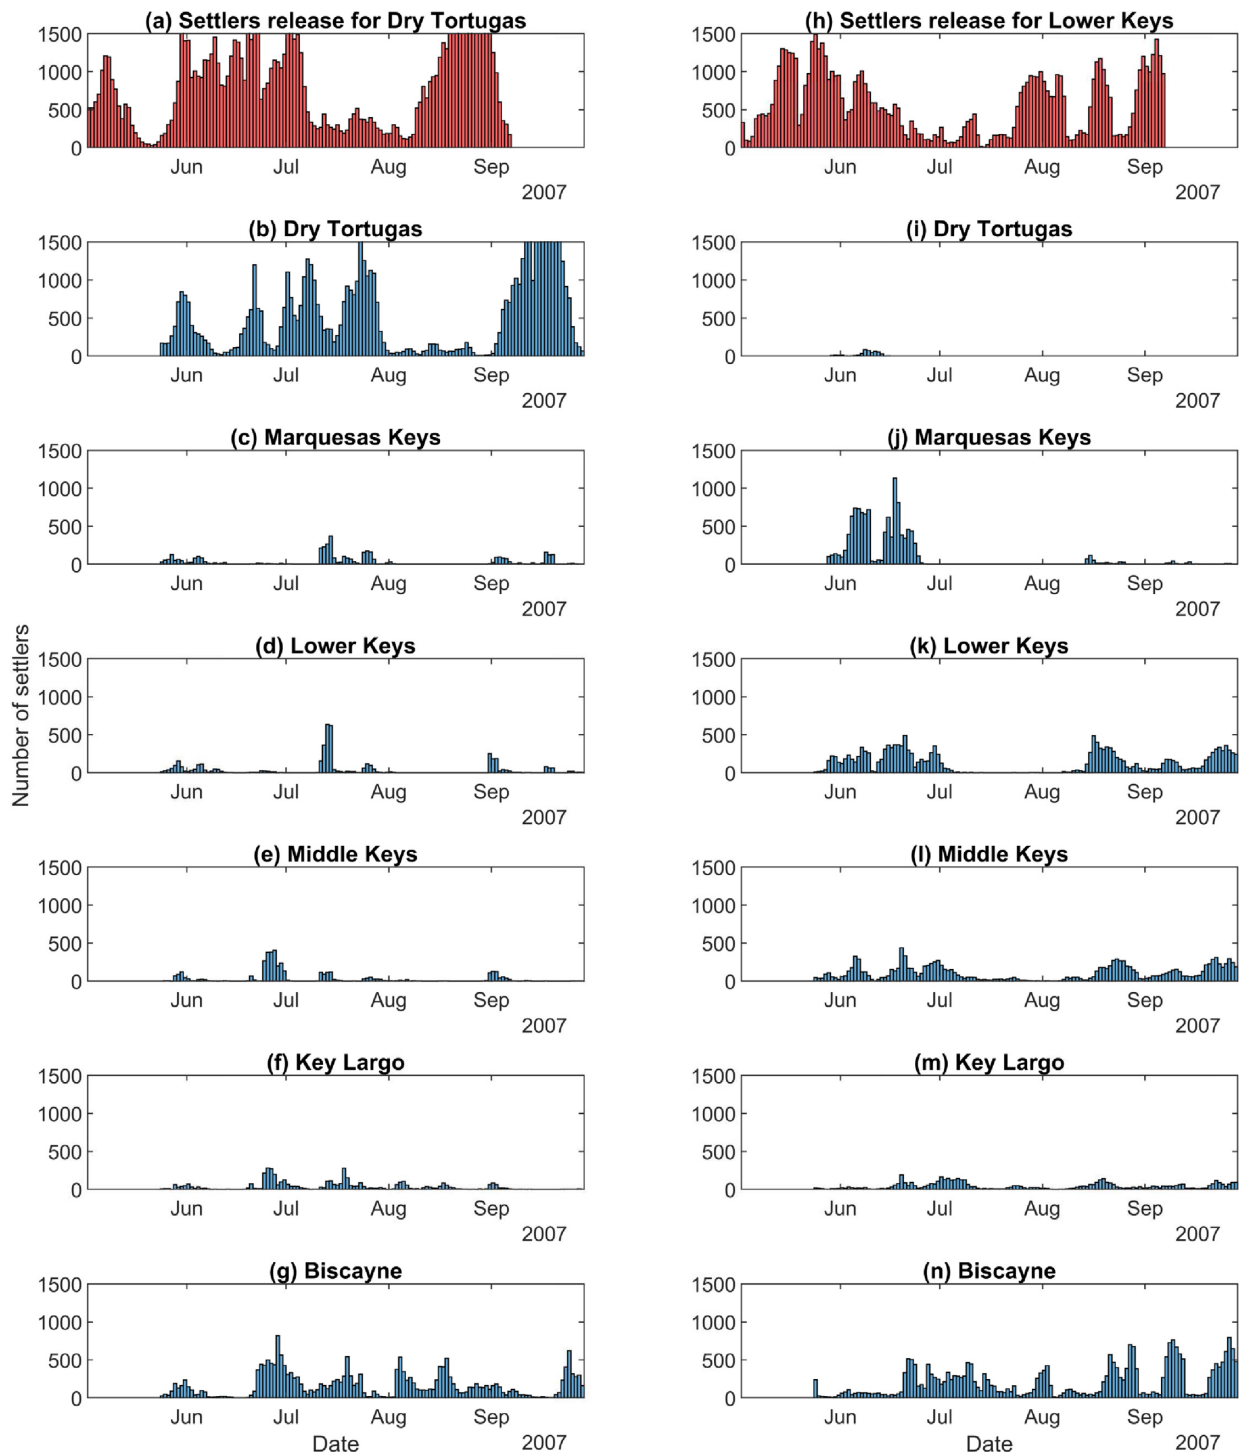 (a) Settlers release for Dry Tortugas
1500
1000
500
0
Jun Jul Aug Sep
2007
(h) Settlers release for Lower Keys
1500
1000
500
0
Jun Jul Aug Sep
2007
(b) Dry Tortugas
1500
1000
500
0
Jun Jul Aug Sep
2007
(i) Dry Tortugas
1500
1000
500
0
Jun Jul Aug Sep
2007
(c) Marquesas Keys
1500
1000
500
0
Jun Jul Aug Sep
2007
(j) Marquesas Keys
1500
1000
500
0
Jun Jul Aug Sep
2007
Number of settlers
(d) Lower Keys
1500
1000
500
0
Jun Jul Aug Sep
2007
(k) Lower Keys
1500
1000
500
0
Jun Jul Aug Sep
2007
(e) Middle Keys
1500
1000
500
0
Jun Jul Aug Sep
2007
(l) Middle Keys
1500
1000
500
0
Jun Jul Aug Sep
2007
(f) Key Largo
1500
1000
500
0
Jun Jul Aug Sep
2007
(m) Key Largo
1500
1000
500
0
Jun Jul Aug Sep
2007
(g) Biscayne
1500
1000
500
0
Jun Jul Aug Sep
Date
2007
(n) Biscayne
1500
1000
500
0
Jun Jul Aug Sep
Date
2007